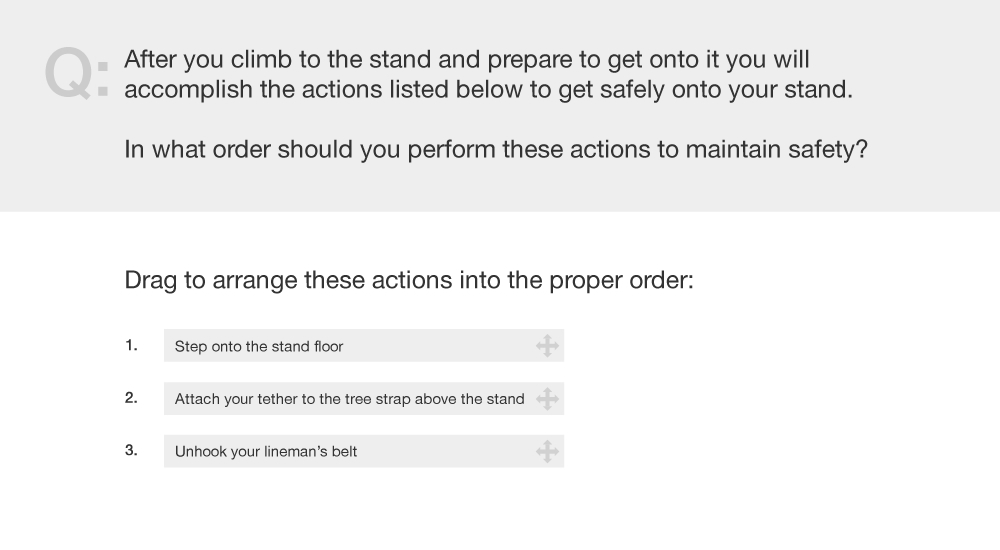 Q: After you climb to the stand and prepare to get onto it you will
accomplish the actions listed below to get safely onto your stand.
In what order should you perform these actions to maintain safety?
Drag to arrange these actions into the proper order:
1. Step onto the stand floor
2. Attach your tether to the tree strap above the stand
3. Unhook your lineman’s belt